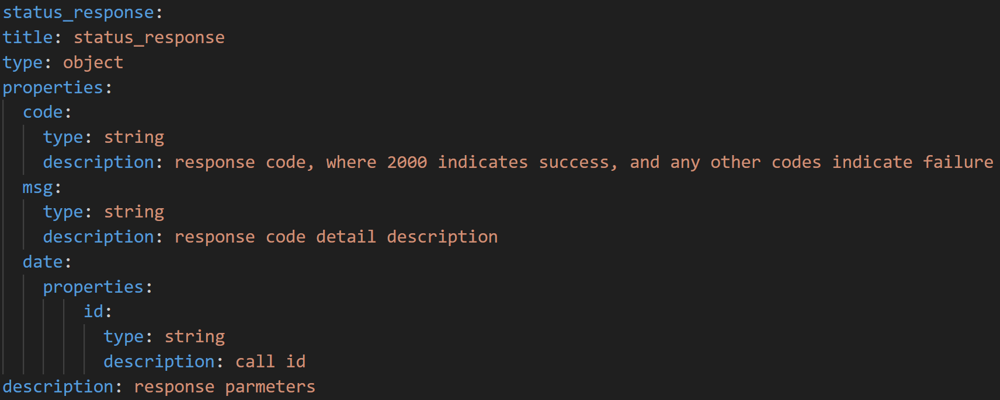 status_response:
title: status_response
type: object
properties:
  code:
    type: string
    description: response code, where 2000 indicates success, and any other codes indicate failure
  msg:
    type: string
    description: response code detail description
  date:
    properties:
        id:
          type: string
          description: call id
description: response parmeters